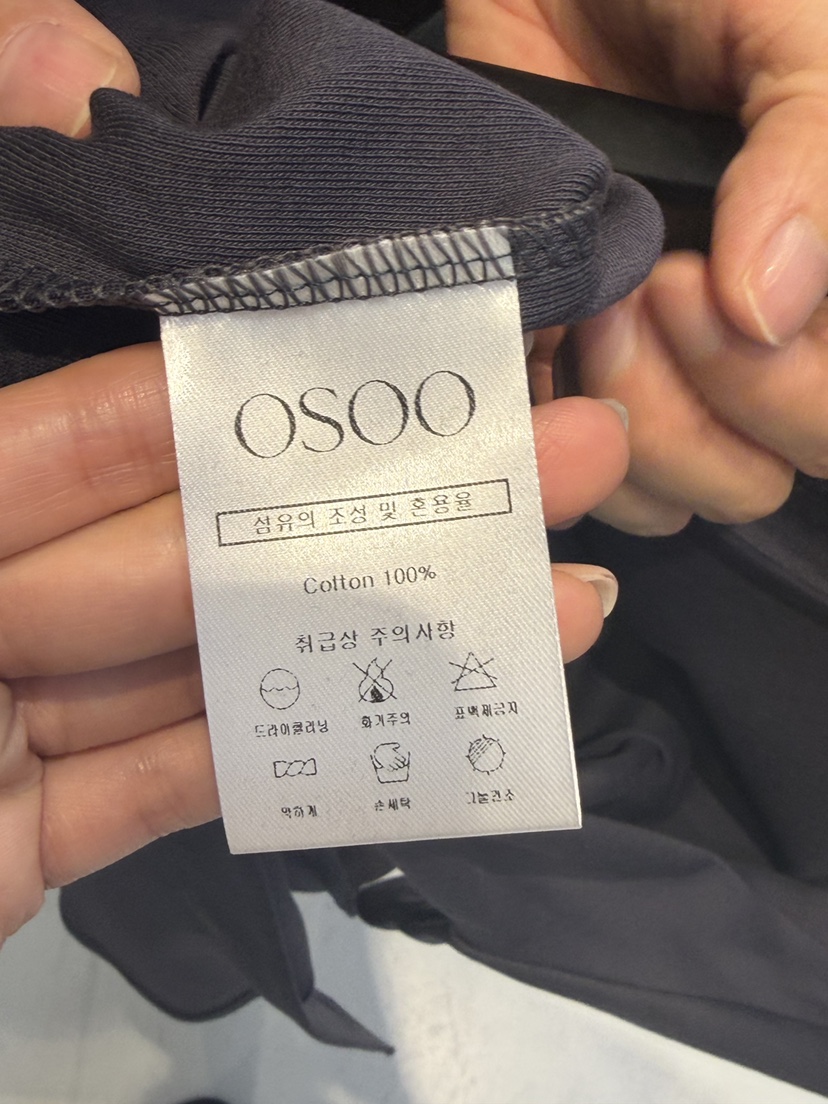 OSOO
섬유의 조성 및 혼용율
Cotton 100%
취급상 주의사항
드라이클리닝 화기주의 표백제금지
약하게 손세탁 그늘건조